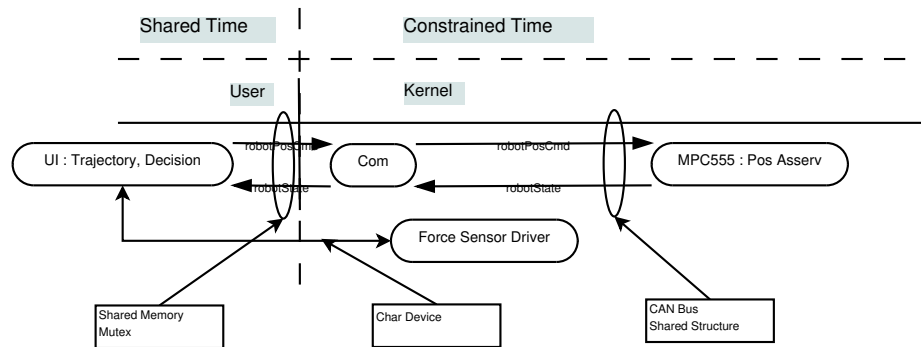 Shared Time
Constrained Time
User
Kernel
robotPosCmd
robotPosCmd
UI : Trajectory, Decision
Com
MPC555 : Pos Asserv
robotState
robotState
Force Sensor Driver
Shared Memory
Mutex
Char Device
CAN Bus
Shared Structure